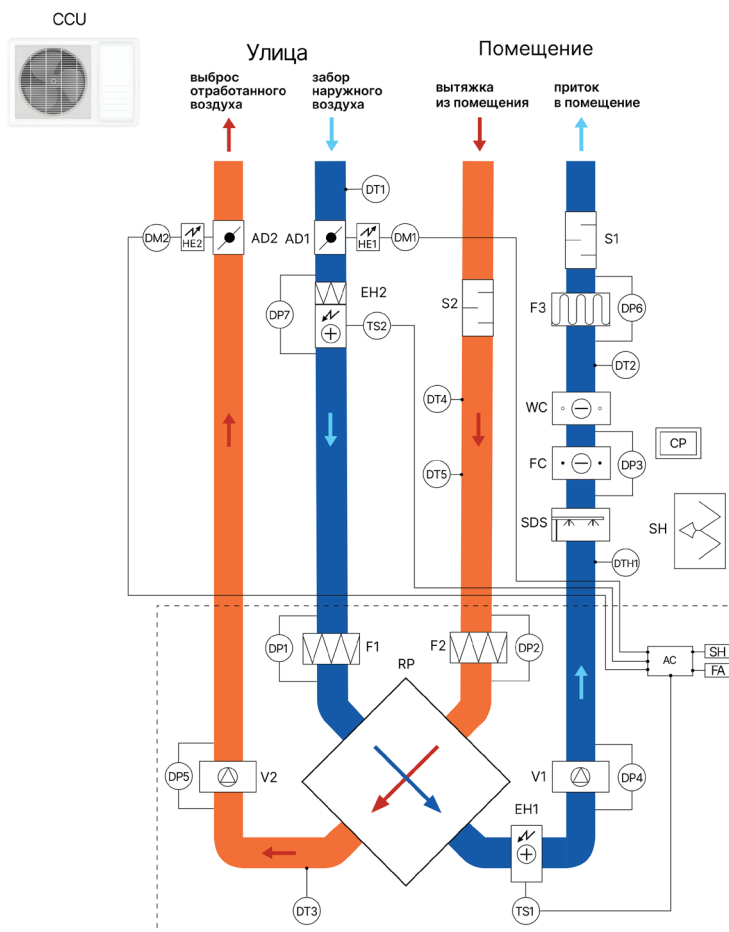 CCU
Улица
Помещение
выброс
отработанного
воздуха
забор
наружного
воздуха
вытяжка
из помещения
приток
в помещение
DT1
DM2
HE2
AD2
AD1
HE1
DM1
S1
EH2
DP7
TS2
S2
F3
DP6
DT2
DT4
WC
CP
FC
DP3
DT5
SDS
SH
DTH1
DP1
F1
F2
DP2
RP
AC
SH
FA
DP5
V2
V1
DP4
EH1
DT3
TS1